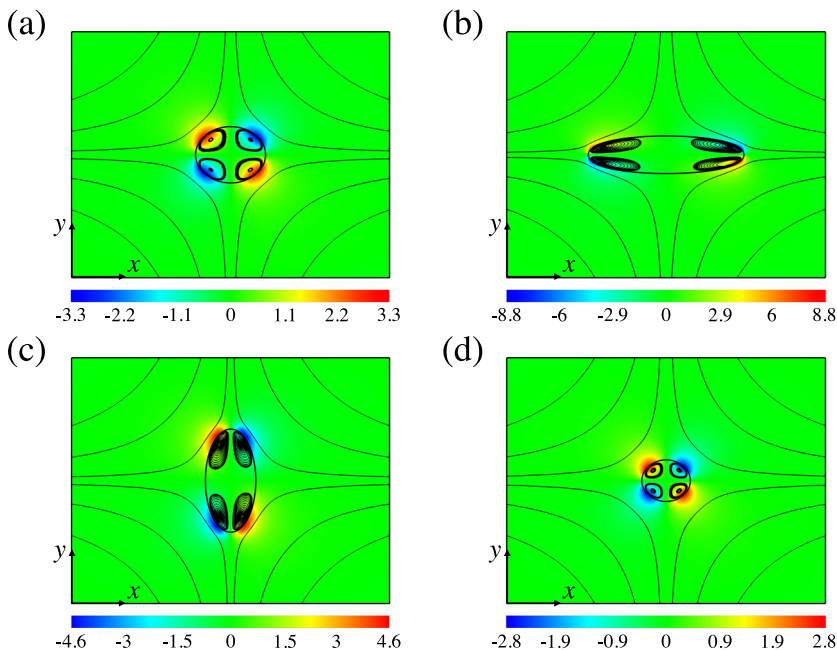 (a)
(b)
y
x
y
x
-3.3 -2.2 -1.1 0 1.1 2.2 3.3
-8.8 -6 -2.9 0 2.9 6 8.8
(c)
(d)
y
x
y
x
-4.6 -3 -1.5 0 1.5 3 4.6
-2.8 -1.9 -0.9 0 0.9 1.9 2.8